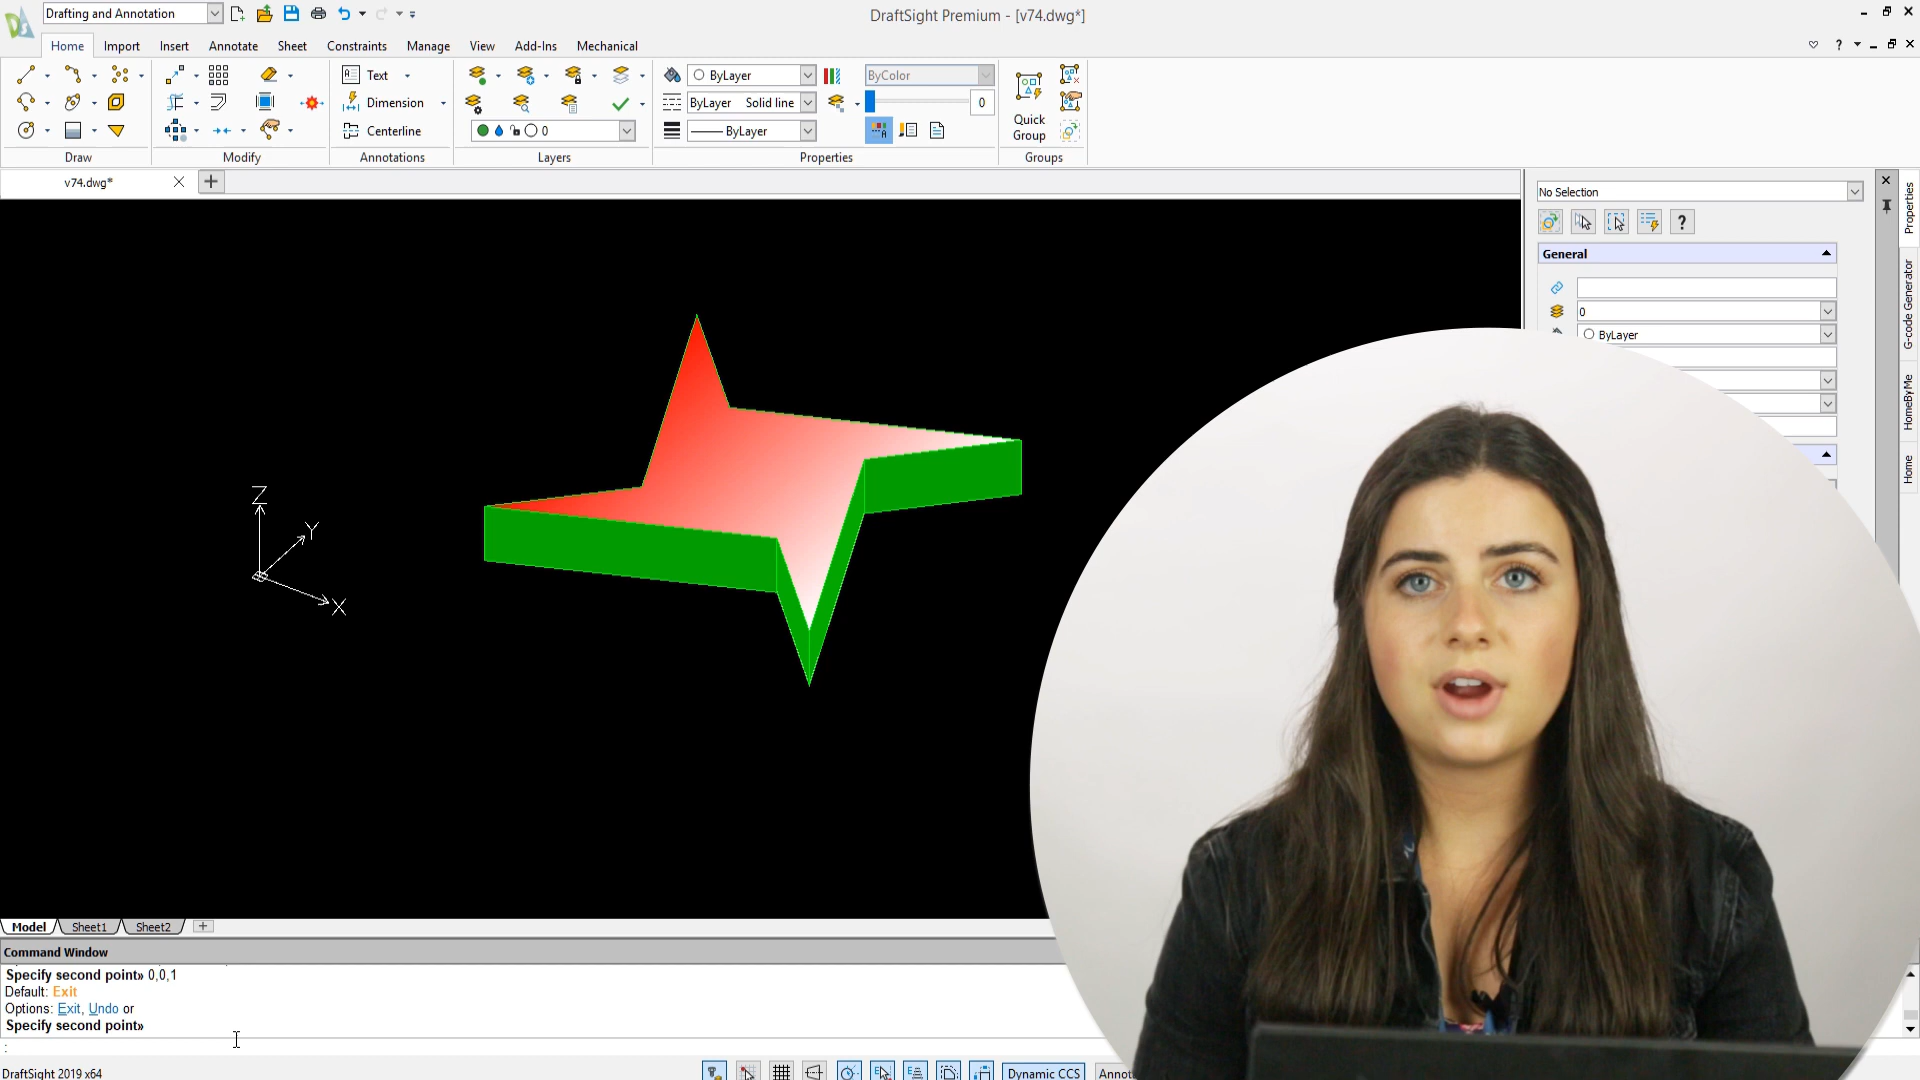 Drafting and Annotation
DraftSight Premium - [v74.dwg*]
Home Import Insert Annotate Sheet Constraints Manage View Add-Ins Mechanical
?
Text
Dimension
Centerline
0
ByLayer
ByLayer Solid line
ByLayer
ByColor
0
Quick
Group
Draw Modify Annotations Layers Properties Groups
v74.dwg*
No Selection
?
General
0
ByLayer
Properties
G-code Generator
HomeByMe
Home
Z
Y
X
Model Sheet1 Sheet2
Command Window
Specify second point» 0,0,1
Default: Exit
Options: Exit, Undo or
Specify second point»
:
DraftSight 2019 x64
Dynamic CCS